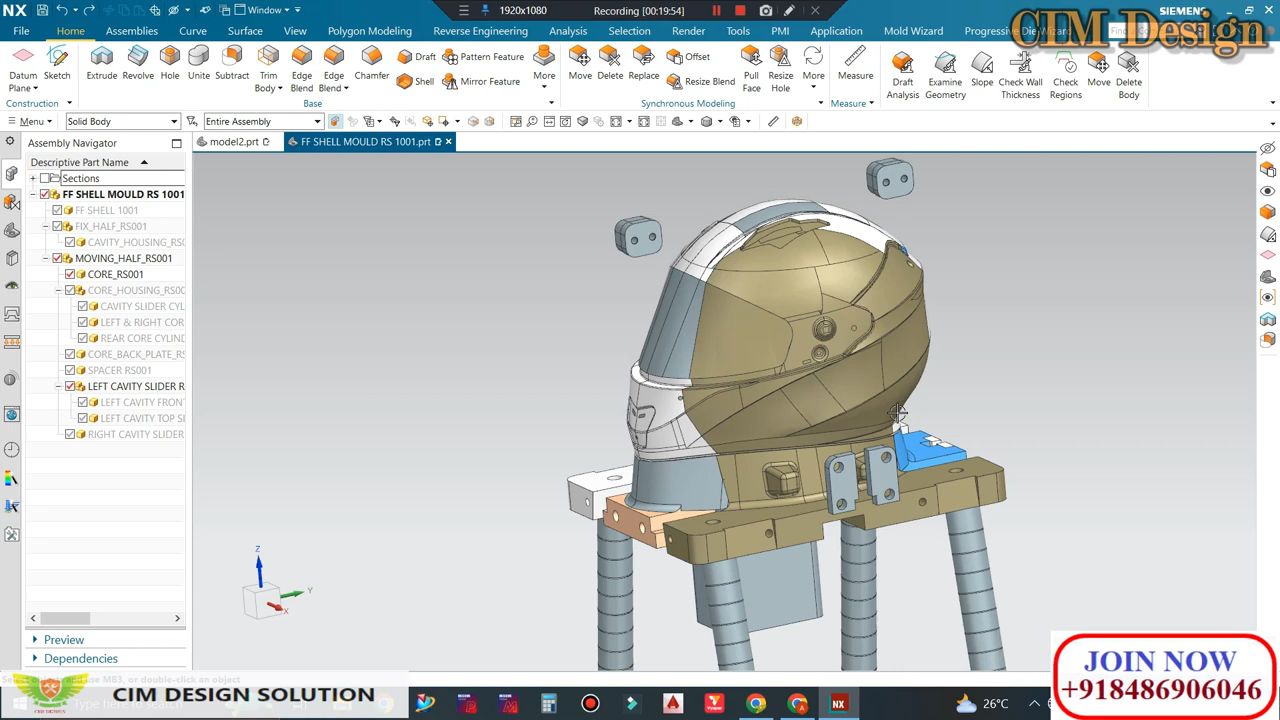 NX
Window
1920x1080
Recording [00:19:54]
SIEMENS
CIM Design
File
Home
Assemblies
Curve
Surface
View
Polygon Modeling
Reverse Engineering
Analysis
Selection
Render
Tools
PMI
Application
Mold Wizard
Progressive Die Wizard
Datum Plane
Sketch
Extrude
Revolve
Hole
Unite
Subtract
Trim Body
Edge Blend
Edge Blend
Chamfer
Draft
Shell
Pattern Feature
Mirror Feature
More
Move
Delete
Replace
Offset
Resize Blend
Pull Face
Resize Hole
More
Measure
Draft Analysis
Examine Geometry
Slope
Check Wall Thickness
Check Regions
Move
Delete Body
Construction
Base
Synchronous Modeling
Measure
Menu
Solid Body
Entire Assembly
Assembly Navigator
model2.prt
FF SHELL MOULD RS 1001.prt
Descriptive Part Name
Sections
FF SHELL MOULD RS 1001
FF SHELL 1001
FIX_HALF_RS001
CAVITY_HOUSING_RS0
MOVING_HALF_RS001
CORE_RS001
CORE_HOUSING_RS00
CAVITY SLIDER CYL
LEFT & RIGHT COR
REAR CORE CYLIND
CORE_BACK_PLATE_RS
SPACER RS001
LEFT CAVITY SLIDER R
LEFT CAVITY FRON
LEFT CAVITY TOP SL
RIGHT CAVITY SLIDER
Z
Y
X
Preview
Dependencies
CIM DESIGN SOLUTION
26°C
JOIN NOW
+918486906046